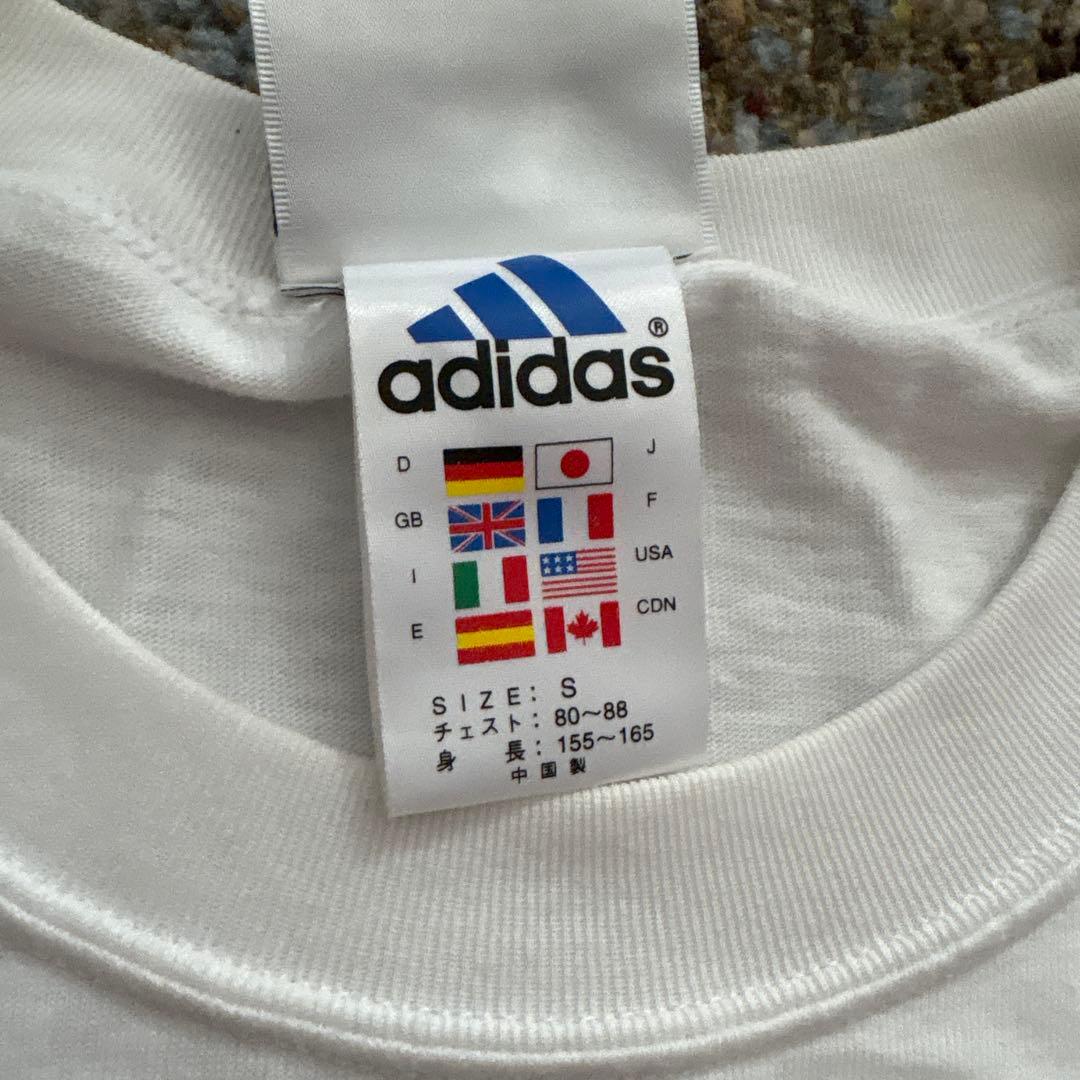 adidas®
D J
GB F
I USA
E CDN
SIZE: S
チェスト: 80〜88
身 長: 155〜165
中国製